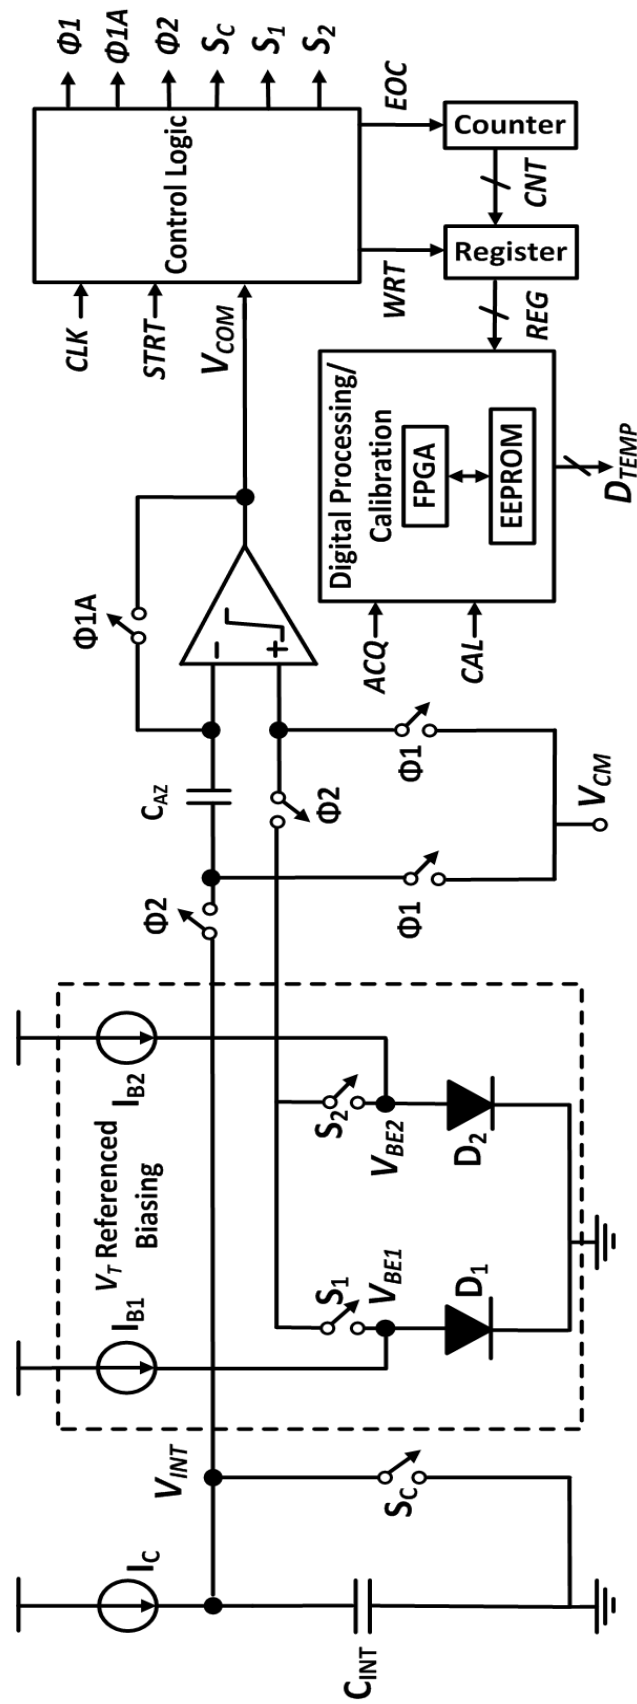 I_C
C_INT
V_INT
S_C
V_T Referenced
Biasing
I_B1
I_B2
S_1
V_BE1
D_1
S_2
V_BE2
D_2
Φ2
C_AZ
Φ2
Φ1
Φ1
V_CM
Φ1A
-
+
V_COM
CLK
STRT
Control Logic
Φ1
Φ1A
Φ2
S_C
S_1
S_2
EOC
WRT
Counter
CNT
Register
REG
Digital Processing/
Calibration
FPGA
EEPROM
ACQ
CAL
D_TEMP